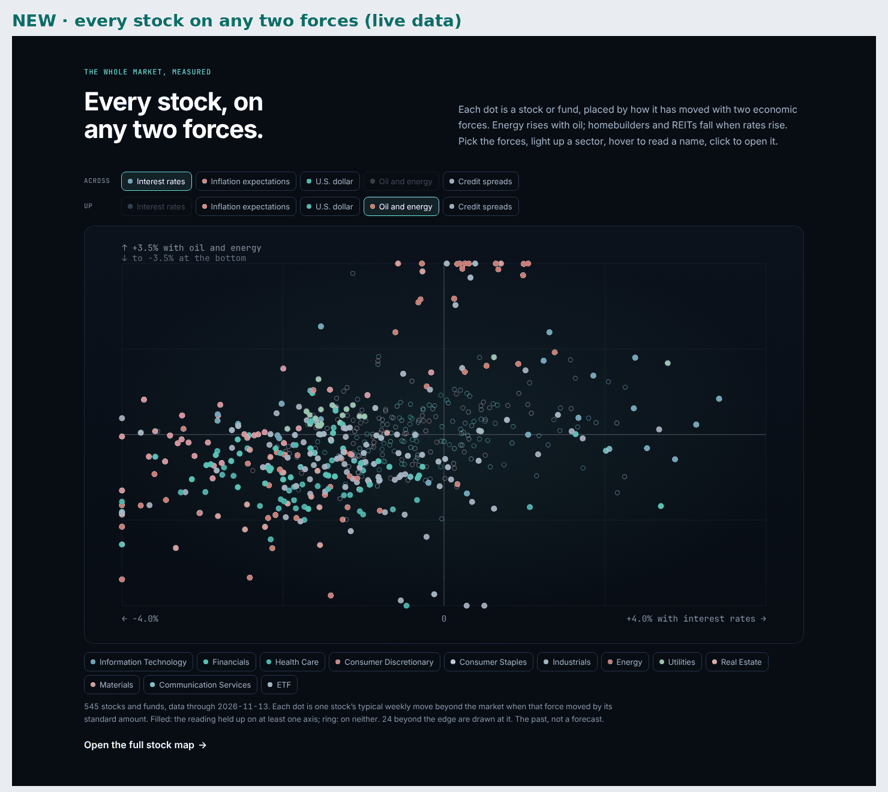 NEW · every stock on any two forces (live data)
THE WHOLE MARKET, MEASURED
Every stock, on
any two forces.
Each dot is a stock or fund, placed by how it has moved with two economic
forces. Energy rises with oil; homebuilders and REITs fall when rates rise.
Pick the forces, light up a sector, hover to read a name, click to open it.
ACROSS Interest rates Inflation expectations U.S. dollar Oil and energy Credit spreads
UP Interest rates Inflation expectations U.S. dollar Oil and energy Credit spreads
↑ +3.5% with oil and energy
↓ to -3.5% at the bottom
← -4.0% 0 +4.0% with interest rates →
Information Technology Financials Health Care Consumer Discretionary Consumer Staples Industrials Energy Utilities Real Estate
Materials Communication Services ETF
545 stocks and funds, data through 2026-11-13. Each dot is one stock's typical weekly move beyond the market when that force moved by its
standard amount. Filled: the reading held up on at least one axis; ring: on neither. 24 beyond the edge are drawn at it. The past, not a forecast.
Open the full stock map →